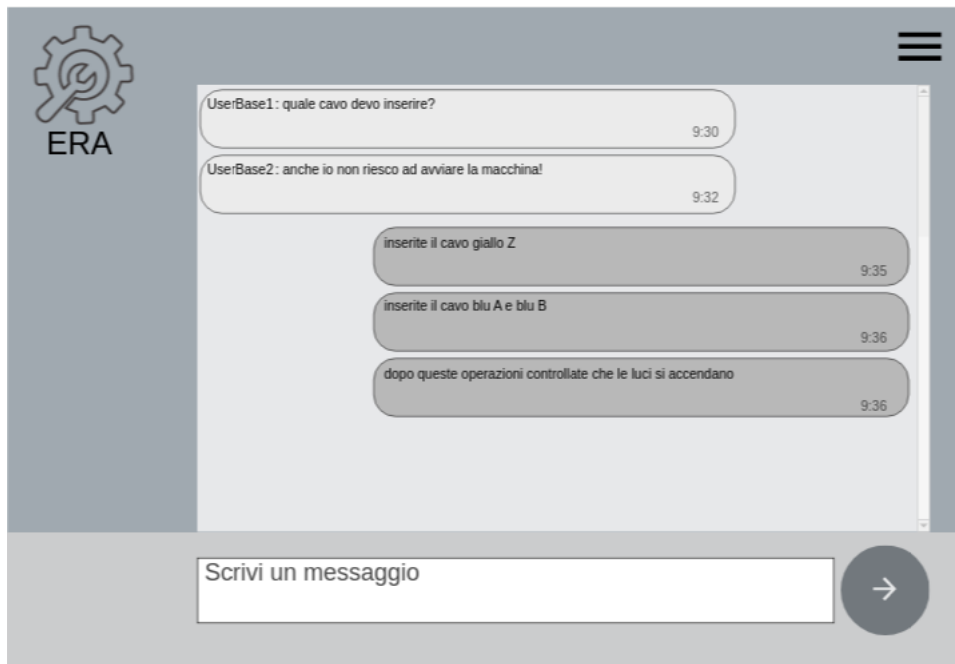 ERA
UserBase1: quale cavo devo inserire?
9:30
UserBase2: anche io non riesco ad avviare la macchina!
9:32
inserite il cavo giallo Z
9:35
inserite il cavo blu A e blu B
9:36
dopo queste operazioni controllate che le luci si accendano
9:36
Scrivi un messaggio